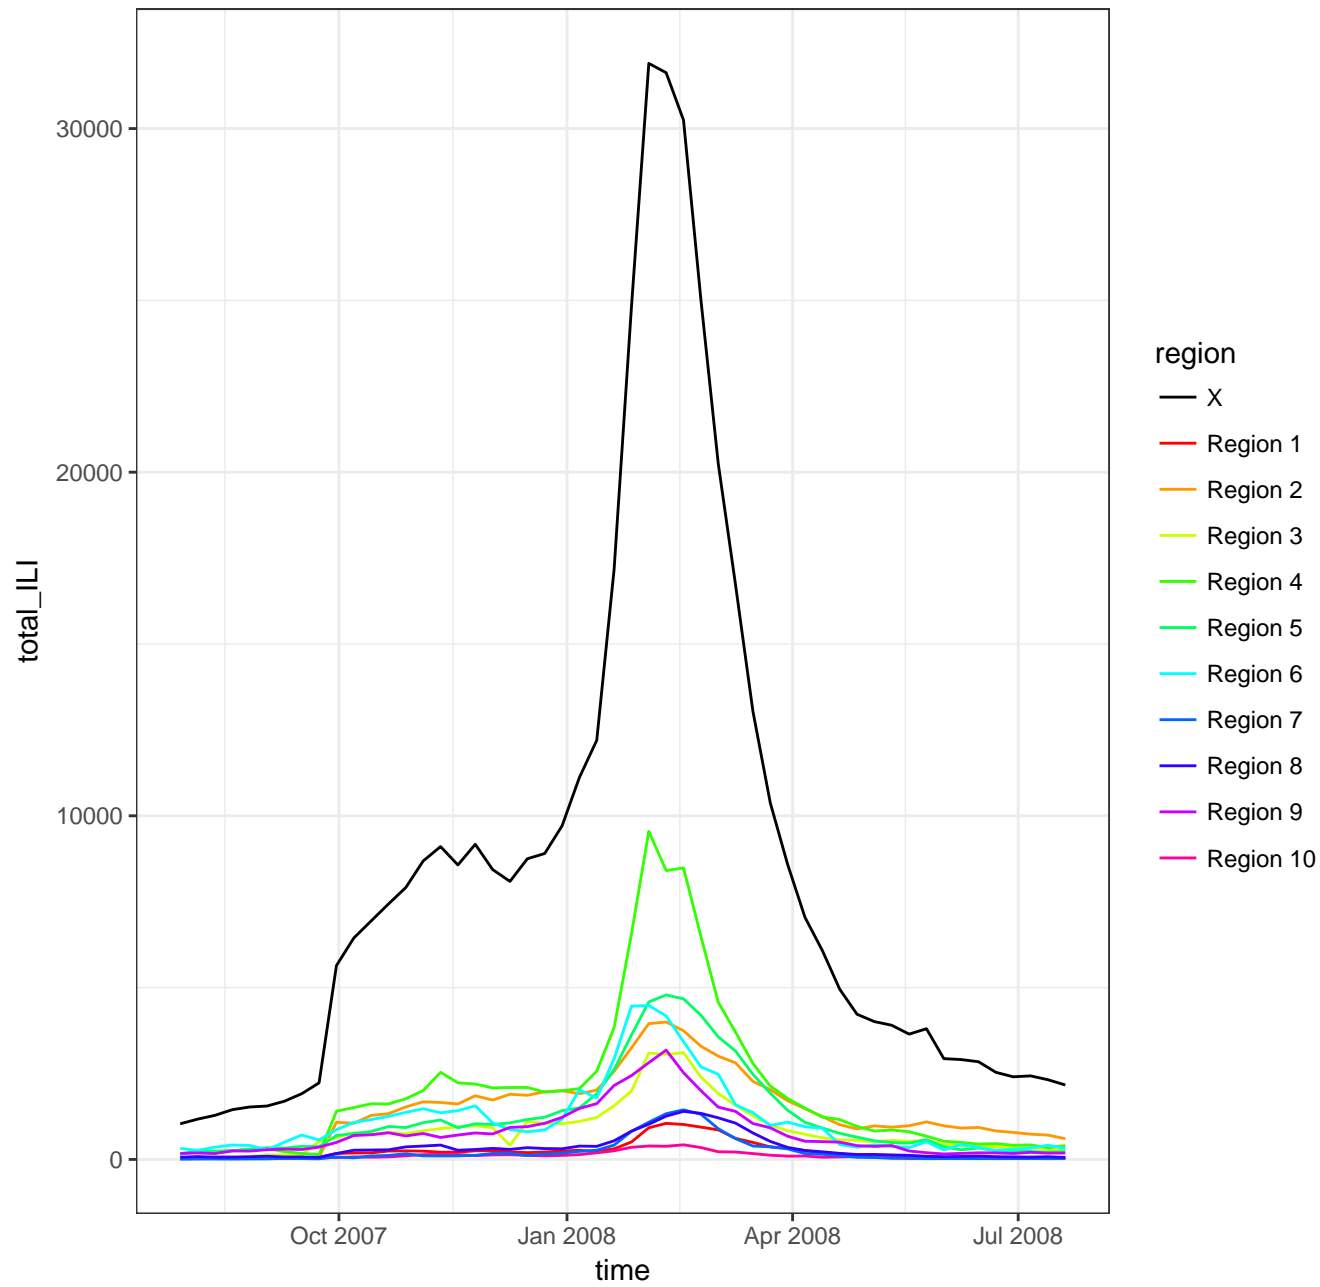 30000
20000
10000
0
total_ILI
Oct 2007
Jan 2008
Apr 2008
Jul 2008
time
region
X
Region 1
Region 2
Region 3
Region 4
Region 5
Region 6
Region 7
Region 8
Region 9
Region 10